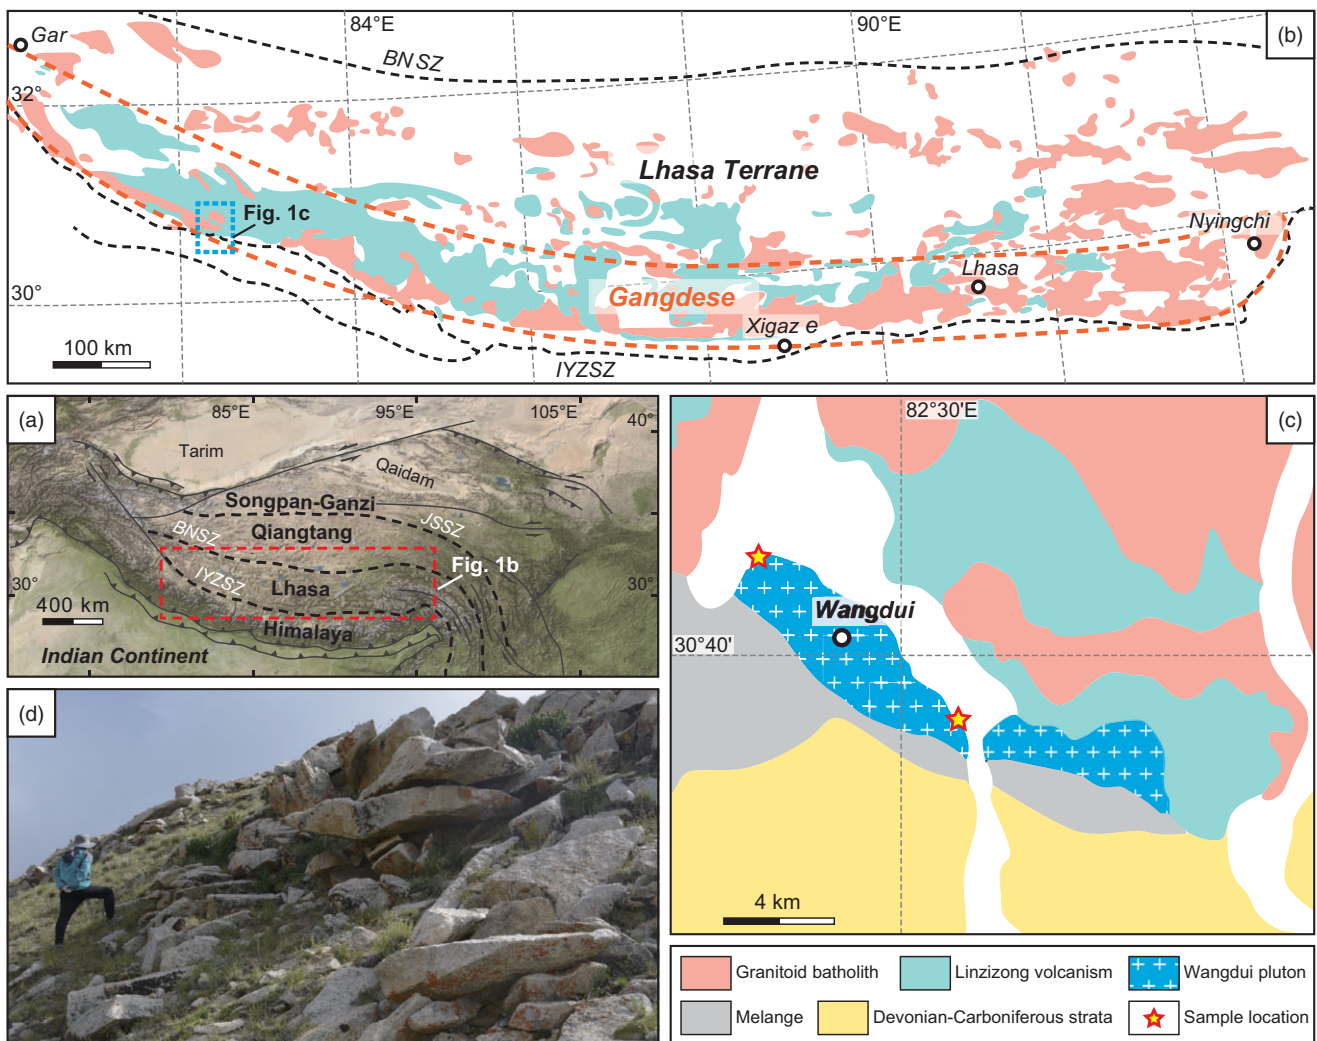 84°E
90°E
(b)
Gar
BNSZ
32°
Lhasa Terrane
Fig. 1c
Nyingchi
Lhasa
30°
Gangdese
Xigaz e
100 km
IYZSZ
(a)
85°E
95°E
105°E
40°
Tarim
Qaidam
Songpan-Ganzi
JSSZ
BNSZ
Qiangtang
IYZSZ
Fig. 1b
30°
Lhasa
30°
400 km
Himalaya
Indian Continent
(c)
82°30'E
Wangdui
30°40'
4 km
(d)
Granitoid batholith
Linzizong volcanism
Wangdui pluton
Melange
Devonian-Carboniferous strata
Sample location